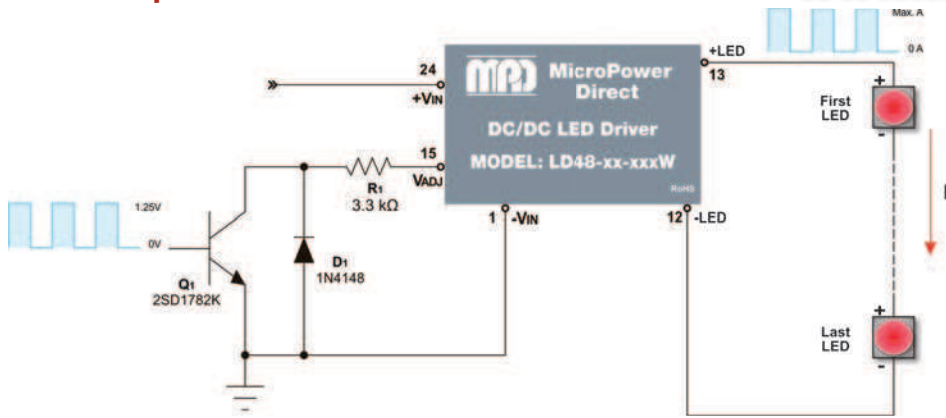 Max. A
0 A
+LED
13
24
+VIN
MPD
MicroPower
Direct
DC/DC LED Driver
MODEL: LD48-xx-xxxW
RoHS
First
LED
+
-
15
VADJ
R1
3.3 kΩ
1.25V
0V
Q1
2SD1782K
D1
1N4148
1
-VIN
12
-LED
Last
LED
+
-